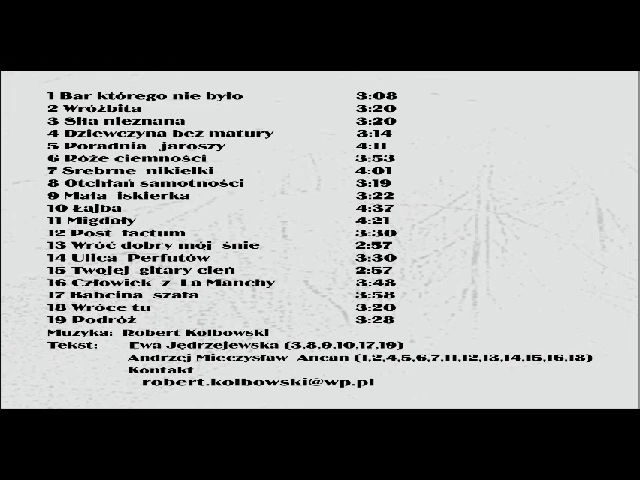 1 Bar którego nie było 3:08
2 Wróżbita 3:20
3 Siła nieznana 3:20
4 Dziewczyna bez matury 3:14
5 Poradnia jaroszy 4:11
6 Róże ciemności 3:53
7 Srebrne nikielki 4:01
8 Otchłań samotności 3:19
9 Mała iskierka 3:22
10 Łajba 4:37
11 Migdały 4:21
12 Post factum 3:30
13 Wróć dobry mój śnie 2:57
14 Ulica Perfutów 3:30
15 Twojej gitary cień 2:57
16 Człowiek z La Manchy 3:48
17 Babcina szafa 3:58
18 Wróce tu 3:20
19 Podróż 3:28
Muzyka: Robert Kolbowski
Tekst: Ewa Jędrzejewska (3,8,9,10,17,19)
Andrzej Mieczysław Ancan (1,2,4,5,6,7,11,12,13,14,15,16,18)
Kontakt
robert.kolbowski@wp.pl